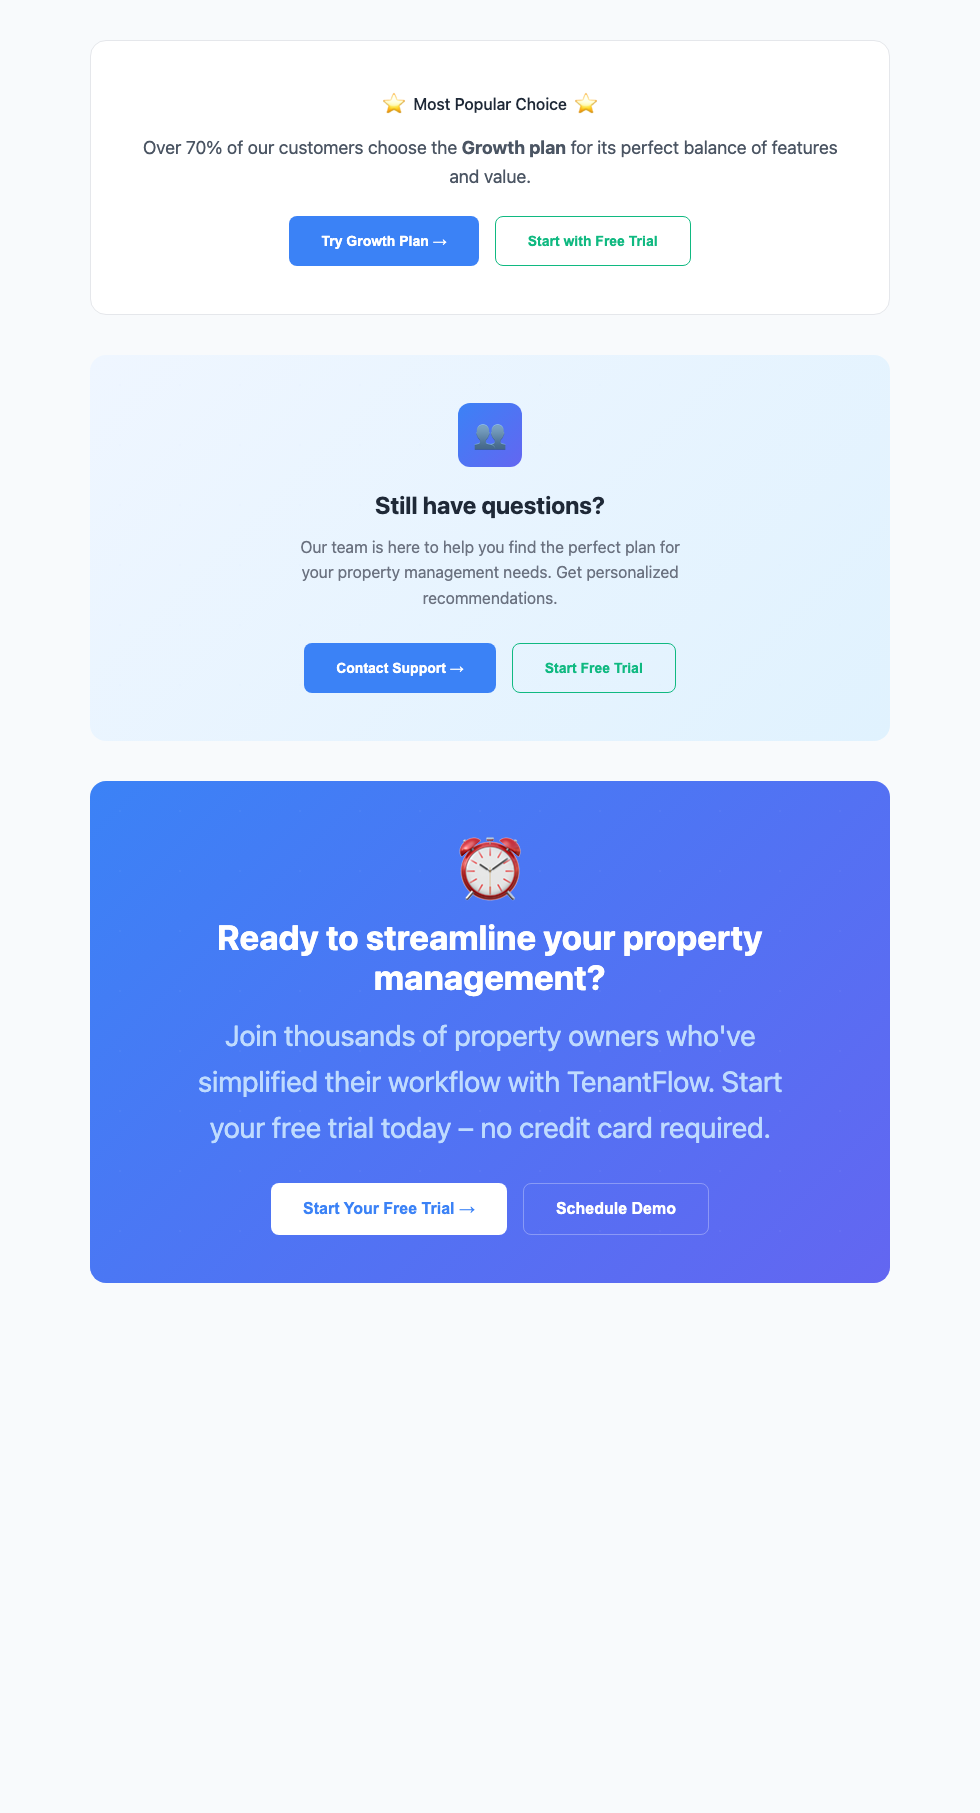 ⭐ Most Popular Choice ⭐
Over 70% of our customers choose the Growth plan for its perfect balance of features
and value.
Try Growth Plan →
Start with Free Trial
Still have questions?
Our team is here to help you find the perfect plan for
your property management needs. Get personalized
recommendations.
Contact Support →
Start Free Trial
Ready to streamline your property
management?
Join thousands of property owners who've
simplified their workflow with TenantFlow. Start
your free trial today – no credit card required.
Start Your Free Trial →
Schedule Demo